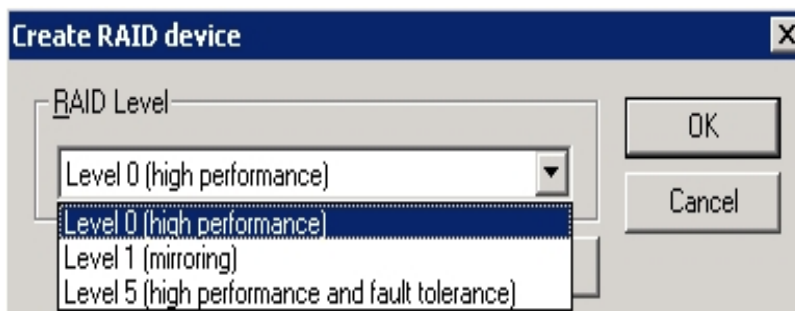 Create RAID device
RAID Level
OK
Level 0 (high performance)
Cancel
Level 0 (high performance)
Level 1 (mirroring)
Level 5 (high performance and fault tolerance)